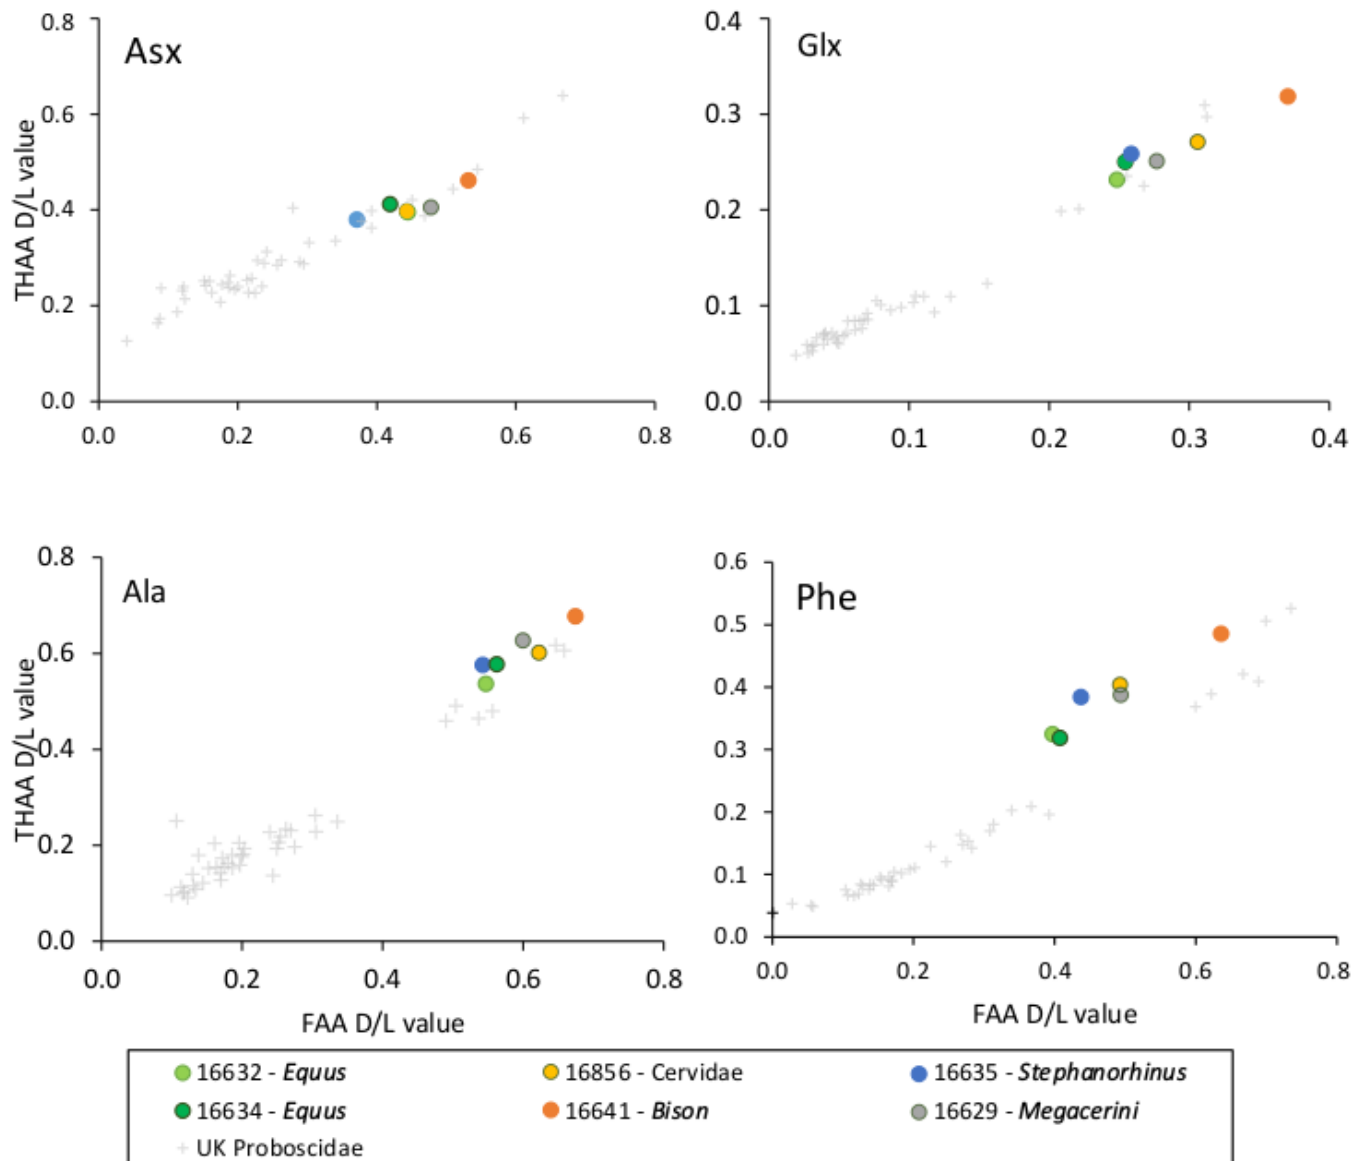 Asx
THAA D/L value
0.8
0.6
0.4
0.2
0.0
0.0 0.2 0.4 0.6 0.8
Glx
0.4
0.3
0.2
0.1
0.0
0.0 0.1 0.2 0.3 0.4
Ala
THAA D/L value
0.8
0.6
0.4
0.2
0.0
0.0 0.2 0.4 0.6 0.8
FAA D/L value
Phe
0.6
0.5
0.4
0.3
0.2
0.1
0.0
0.0 0.2 0.4 0.6 0.8
FAA D/L value
16632 - Equus 16856 - Cervidae 16635 - Stephanorhinus
16634 - Equus 16641 - Bison 16629 - Megacerini
UK Proboscidae